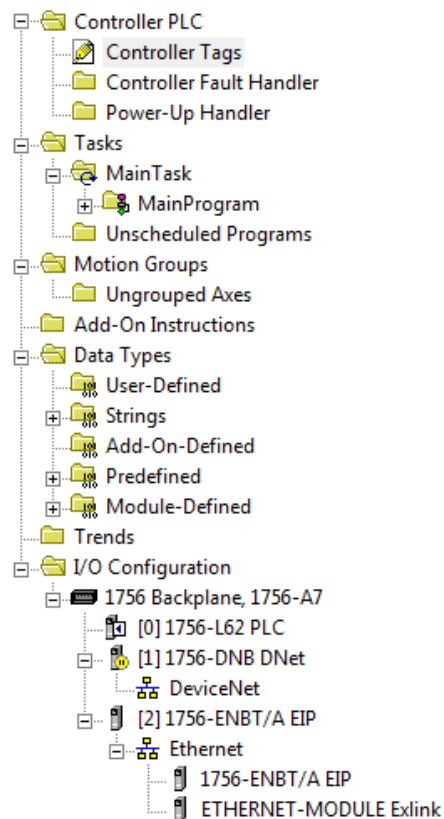 Controller PLC
Controller Tags
Controller Fault Handler
Power-Up Handler
Tasks
MainTask
MainProgram
Unscheduled Programs
Motion Groups
Ungrouped Axes
Add-On Instructions
Data Types
User-Defined
Strings
Add-On-Defined
Predefined
Module-Defined
Trends
I/O Configuration
1756 Backplane, 1756-A7
[0] 1756-L62 PLC
[1] 1756-DNB DNet
DeviceNet
[2] 1756-ENBT/A EIP
Ethernet
1756-ENBT/A EIP
ETHERNET-MODULE Exlink